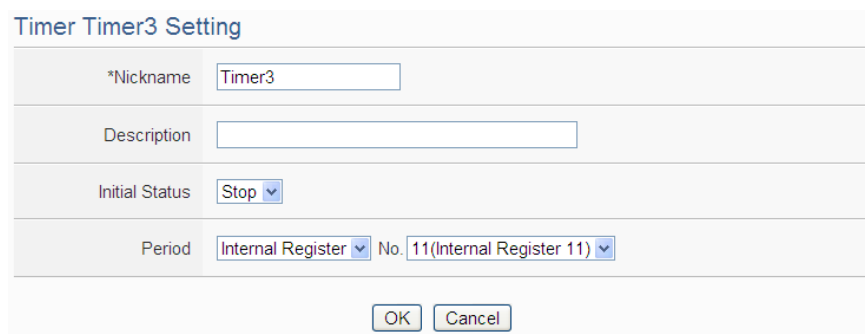 Timer Timer3 Setting
*Nickname Timer3
Description
Initial Status Stop
Period Internal Register No. 11(Internal Register 11)
OK Cancel